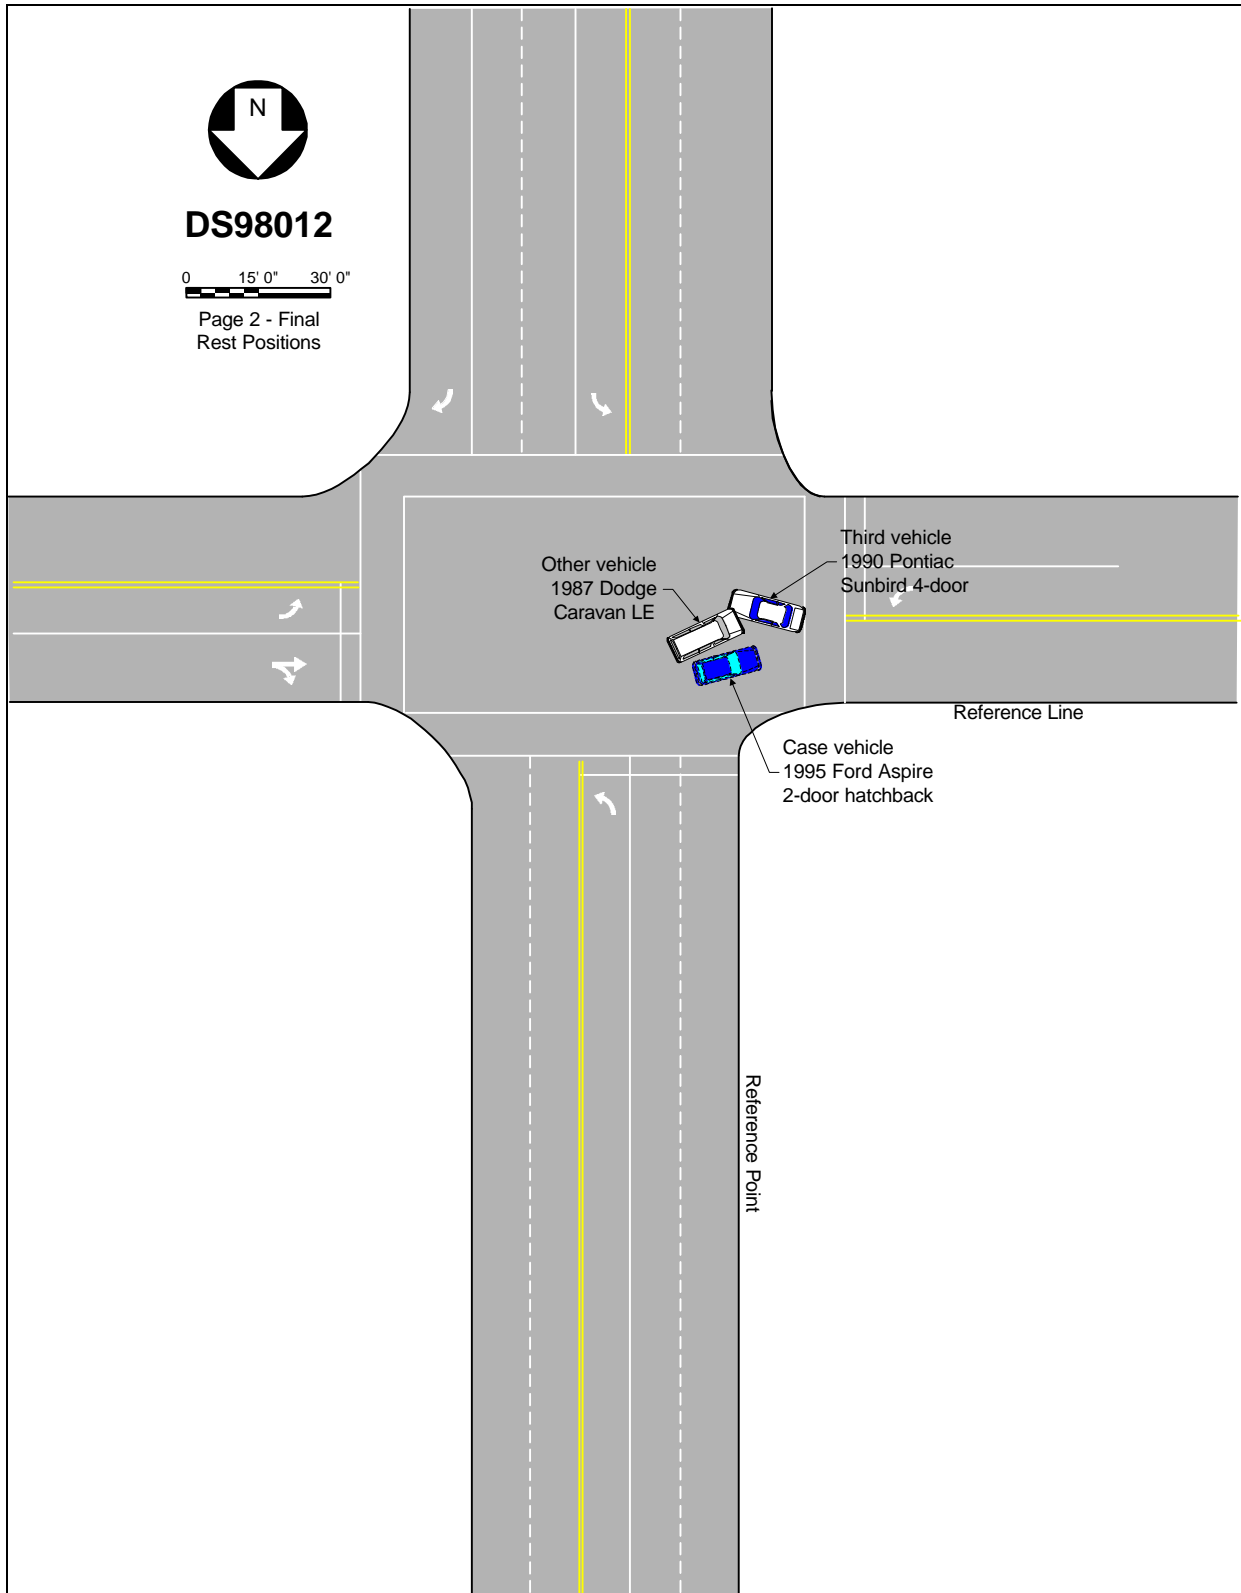 N
DS98012
0 15' 0" 30' 0"
Page 2 - Final
Rest Positions
Other vehicle
1987 Dodge
Caravan LE
Third vehicle
1990 Pontiac
Sunbird 4-door
Reference Line
Case vehicle
1995 Ford Aspire
2-door hatchback
Reference Point